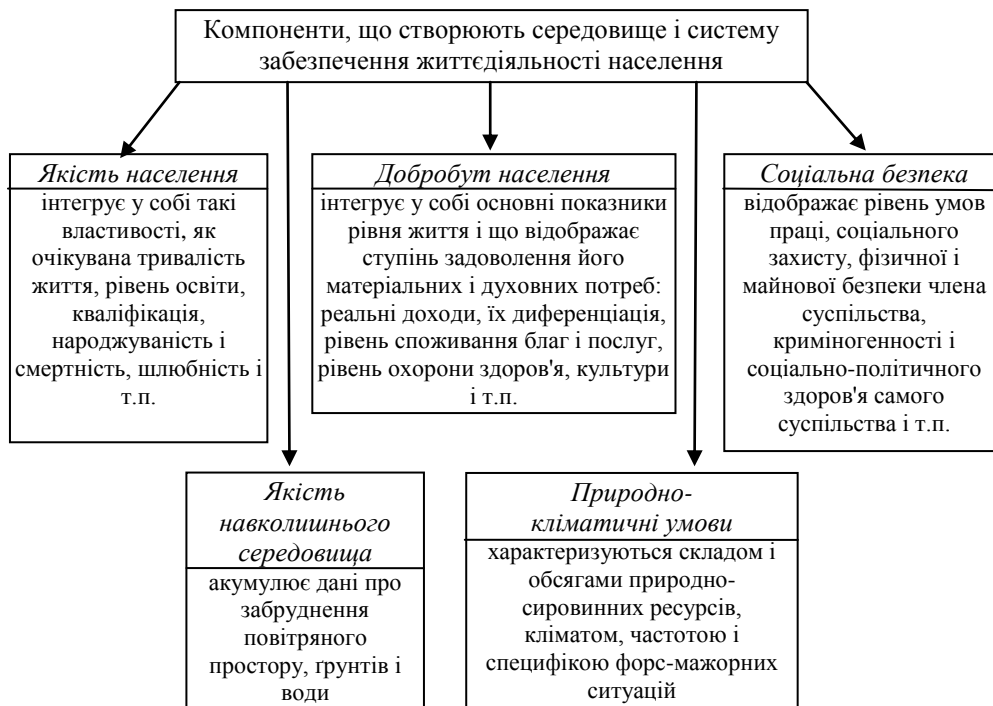 Компоненти, що створюють середовище і систему
забезпечення життєдіяльності населення
Якість населення
інтегрує у собі такі
властивості, як
очікувана тривалість
життя, рівень освіти,
кваліфікація,
народжуваність і
смертність, шлюбність і
т.п.
Добробут населення
інтегрує у собі основні показники
рівня життя і що відображає
ступінь задоволення його
матеріальних і духовних потреб:
реальні доходи, їх диференціація,
рівень споживання благ і послуг,
рівень охорони здоров'я, культури
і т.п.
Соціальна безпека
відображає рівень умов
праці, соціального
захисту, фізичної і
майнової безпеки члена
суспільства,
криміногенності і
соціально-політичного
здоров'я самого
суспільства і т.п.
Якість
навколишнього
середовища
акумулює дані про
забруднення
повітряного
простору, ґрунтів і
води
Природно-
кліматичні умови
характеризуються складом і
обсягами природно-
сировинних ресурсів,
кліматом, частотою і
специфікою форс-мажорних
ситуацій